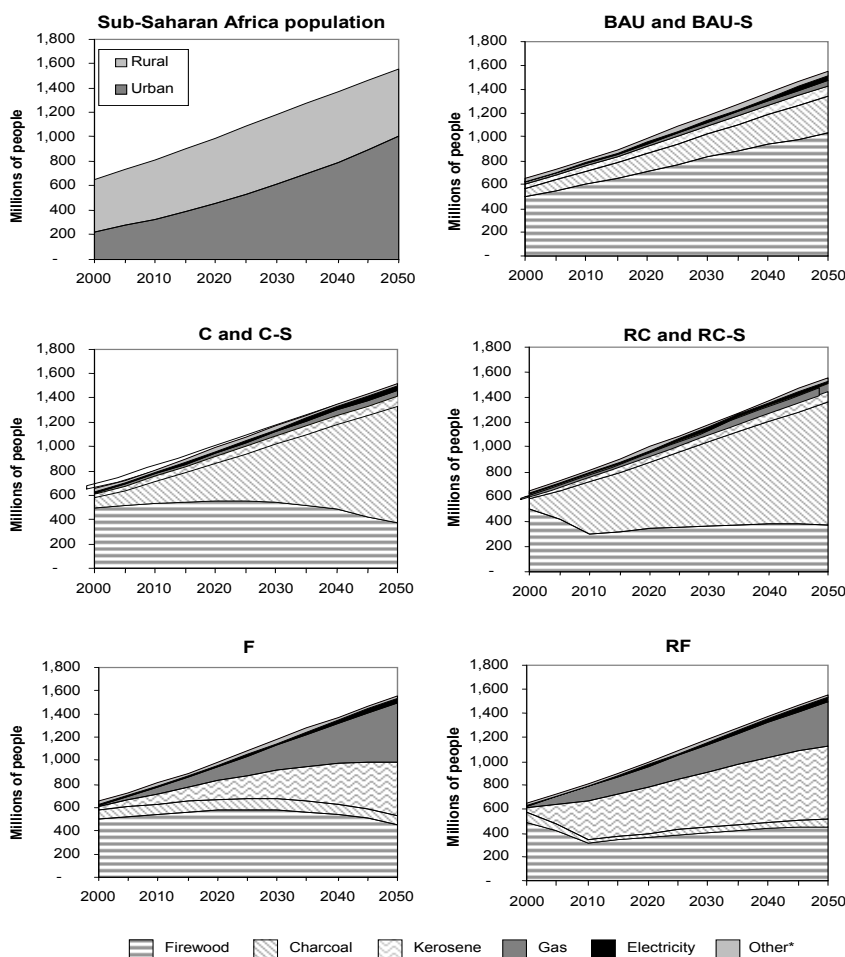 Sub-Saharan Africa population
1,800
1,600
1,400
1,200
1,000
800
600
400
200
-
Millions of people
Rural
Urban
2000 2010 2020 2030 2040 2050
BAU and BAU-S
1,800
1,600
1,400
1,200
1,000
800
600
400
200
-
Millions of people
2000 2010 2020 2030 2040 2050
C and C-S
1,800
1,600
1,400
1,200
1,000
800
600
400
200
-
Millions of people
2000 2010 2020 2030 2040 2050
RC and RC-S
1,800
1,600
1,400
1,200
1,000
800
600
400
200
-
Millions of people
2000 2010 2020 2030 2040 2050
F
1,800
1,600
1,400
1,200
1,000
800
600
400
200
-
Millions of people
2000 2010 2020 2030 2040 2050
RF
1,800
1,600
1,400
1,200
1,000
800
600
400
200
-
Millions of people
2000 2010 2020 2030 2040 2050
Firewood Charcoal Kerosene Gas Electricity Other*